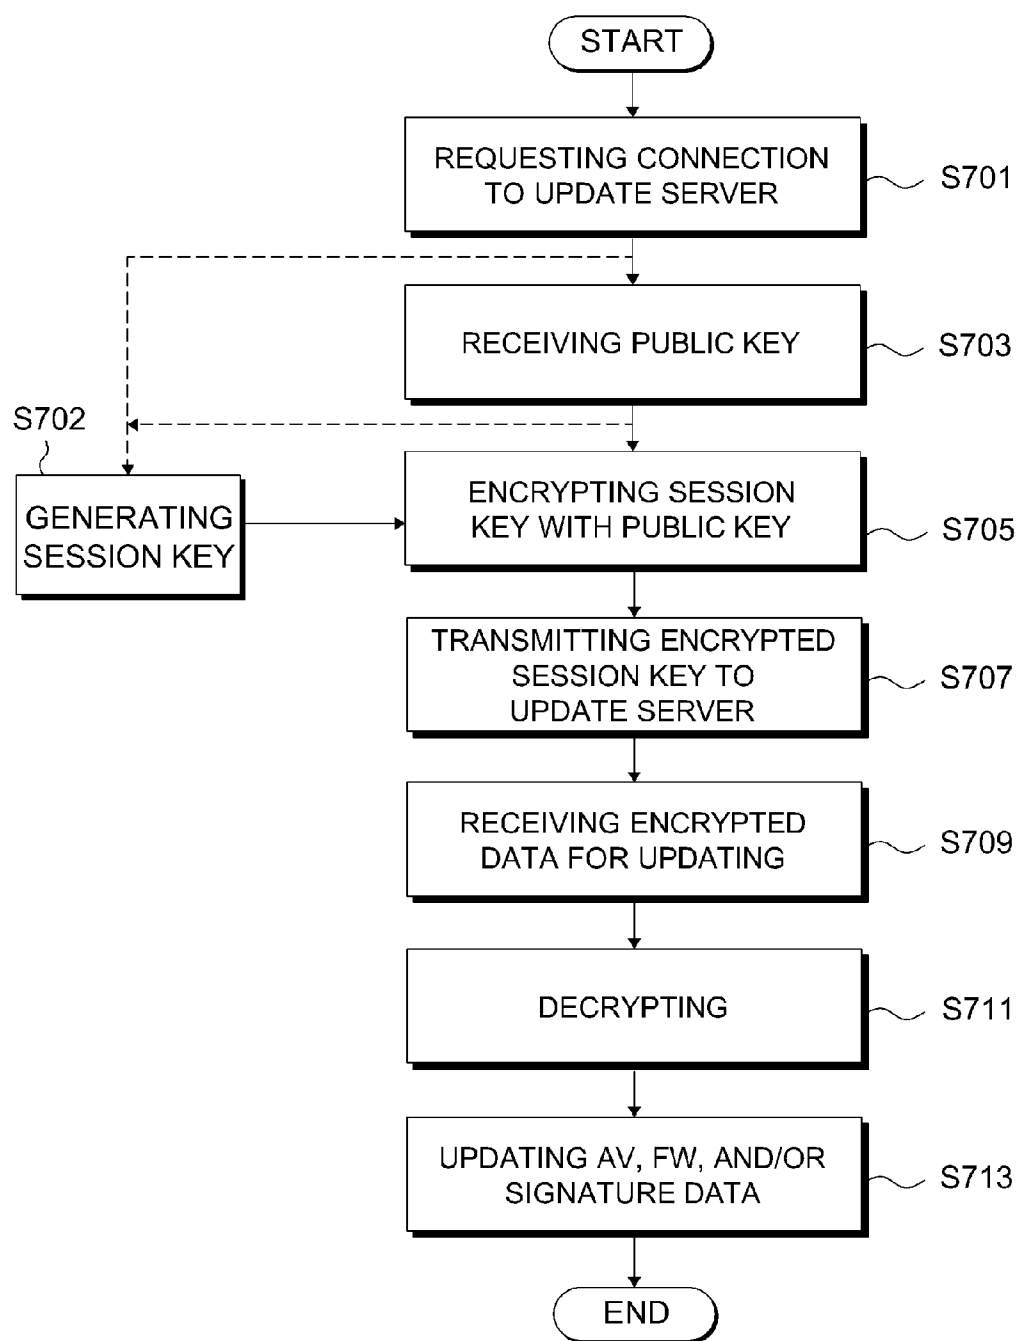 START
REQUESTING CONNECTION
TO UPDATE SERVER
S701
RECEIVING PUBLIC KEY
S703
S702
GENERATING
SESSION KEY
ENCRYPTING SESSION
KEY WITH PUBLIC KEY
S705
TRANSMITTING ENCRYPTED
SESSION KEY TO
UPDATE SERVER
S707
RECEIVING ENCRYPTED
DATA FOR UPDATING
S709
DECRYPTING
S711
UPDATING AV, FW, AND/OR
SIGNATURE DATA
S713
END